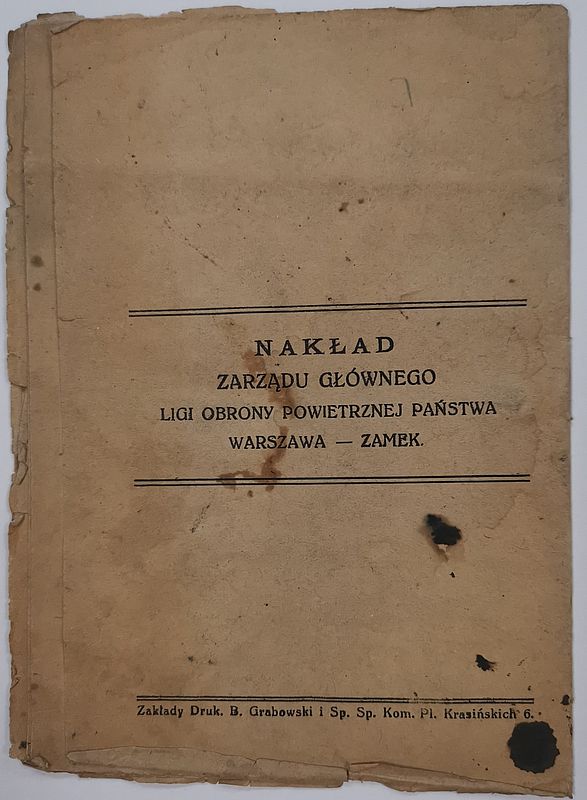 NAKŁAD
ZARZĄDU GŁÓWNEGO
LIGI OBRONY POWIETRZNEJ PAŃSTWA
WARSZAWA — ZAMEK.
Zakłady Druk. B. Grabowski i Sp. Sp. Kom. Pl. Krasińskich 6.